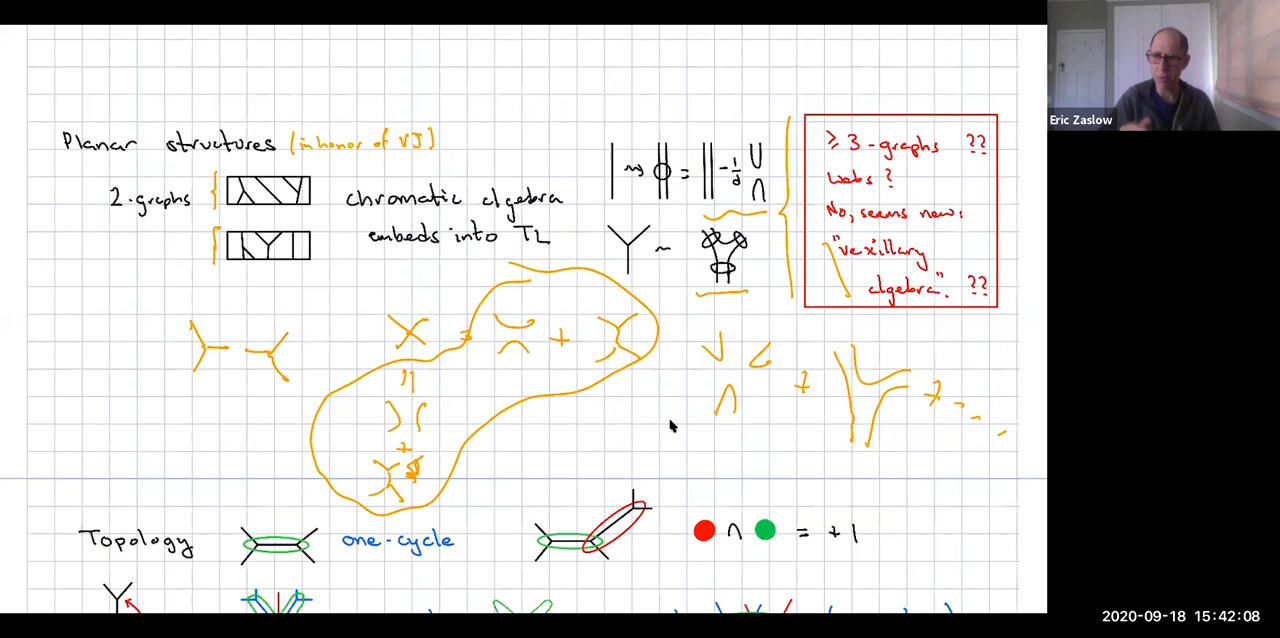 Planar structures (in honor of VJ)
2-graphs
chromatic algebra
embeds into TL
≥ 3-graphs ??
webs?
No, seems new:
"vexillary
algebra". ??
Topology
one-cycle
∩ = +1
Eric Zaslow
2020-09-18 15:42:08